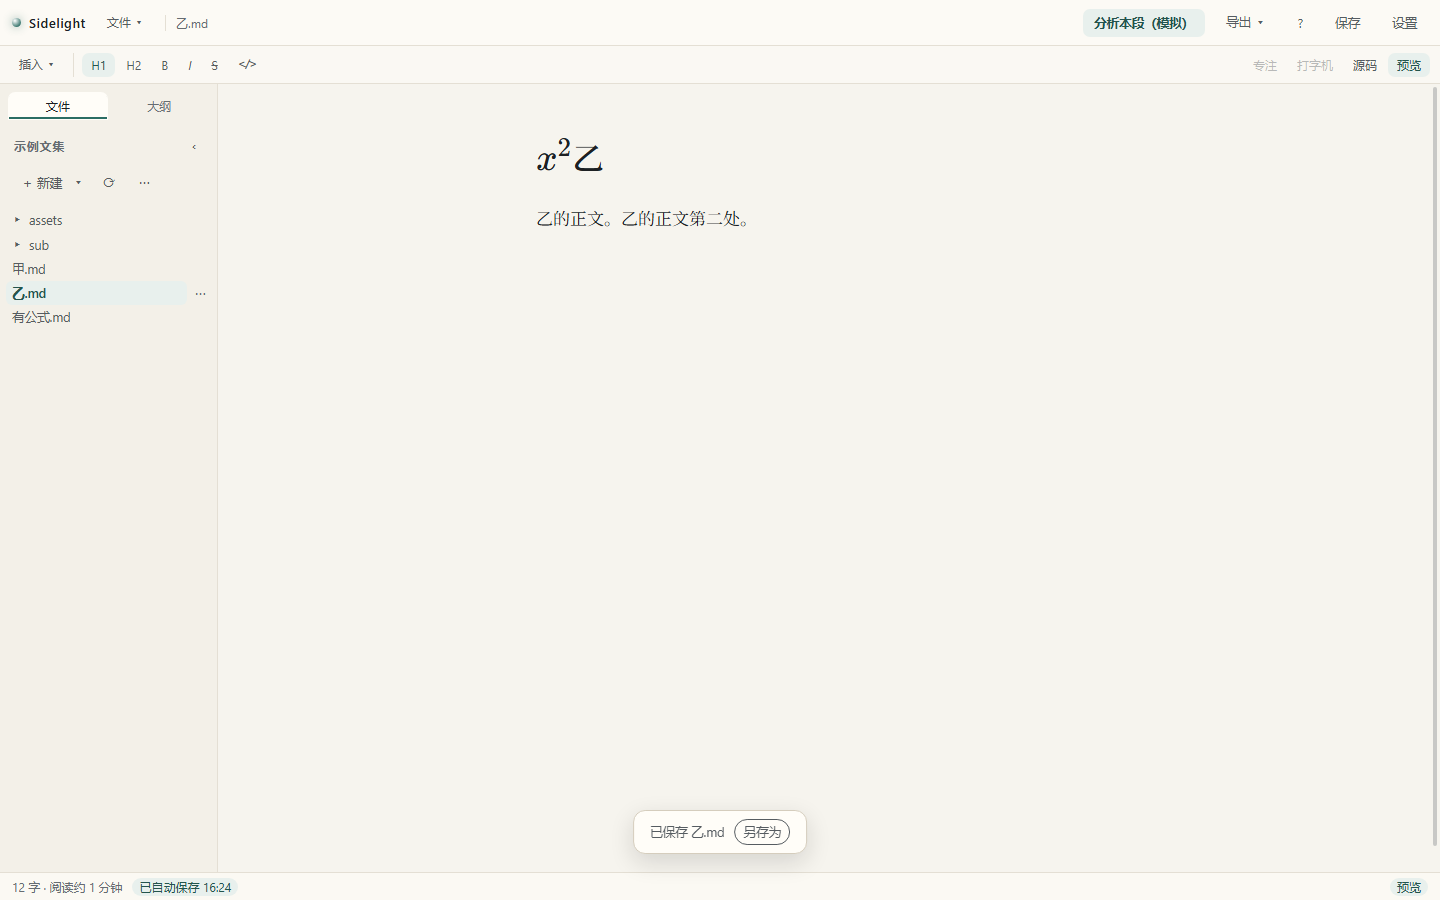 Sidelight 文件 乙.md 分析本段（模拟） 导出 ? 保存 设置
插入 H1 H2 B I S </> 专注 打字机 源码 预览
文件 大纲
示例文集
+ 新建 ···
assets
sub
甲.md
乙.md ···
有公式.md
x²乙
乙的正文。乙的正文第二处。
已保存 乙.md 另存为
12 字 · 阅读约 1 分钟 已自动保存 16:24 预览